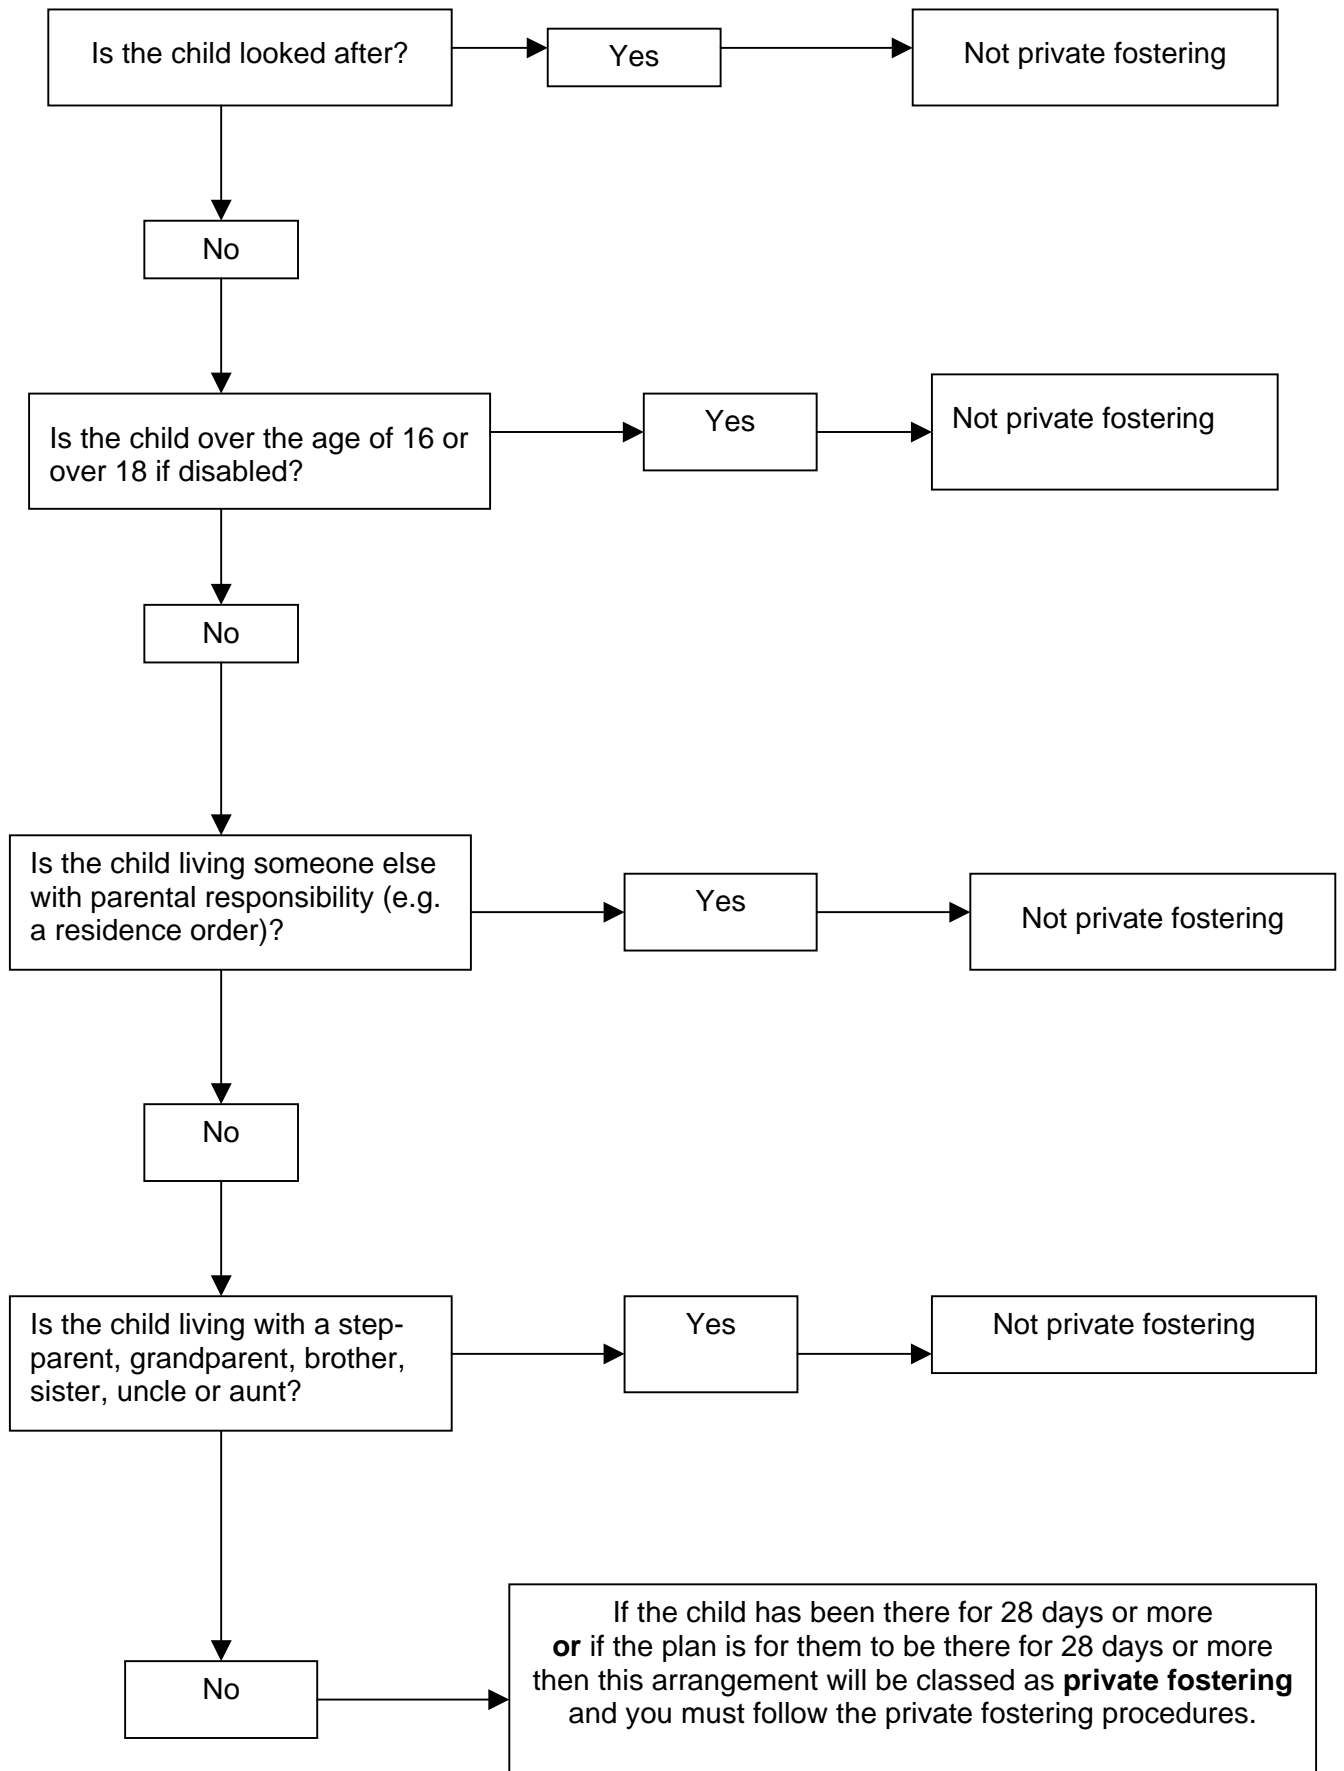 Is the child looked after?
Yes
Not private fostering
No
Is the child over the age of 16 or
over 18 if disabled?
Yes
Not private fostering
No
Is the child living someone else
with parental responsibility (e.g.
a residence order)?
Yes
Not private fostering
No
Is the child living with a step-
parent, grandparent, brother,
sister, uncle or aunt?
Yes
Not private fostering
No
If the child has been there for 28 days or more
or if the plan is for them to be there for 28 days or more
then this arrangement will be classed as private fostering
and you must follow the private fostering procedures.